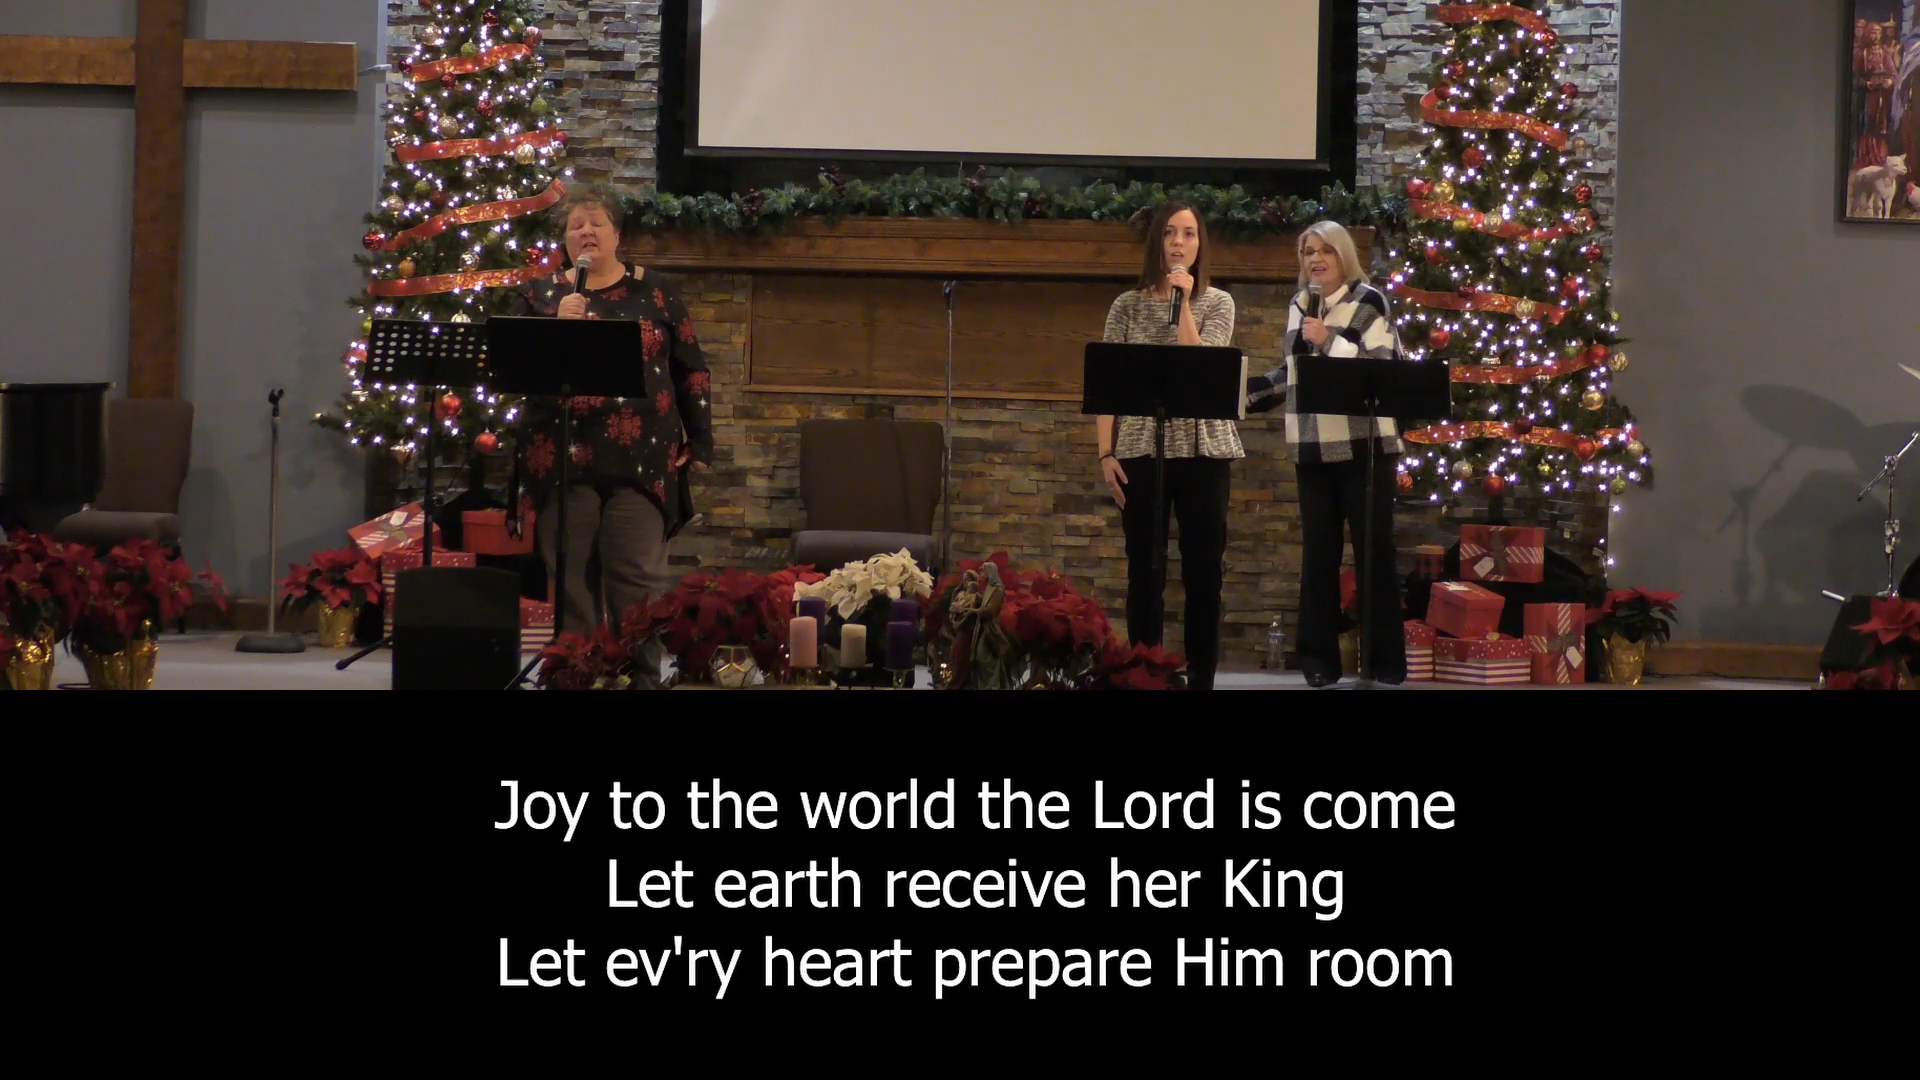 Joy to the world the Lord is come
Let earth receive her King
Let ev'ry heart prepare Him room